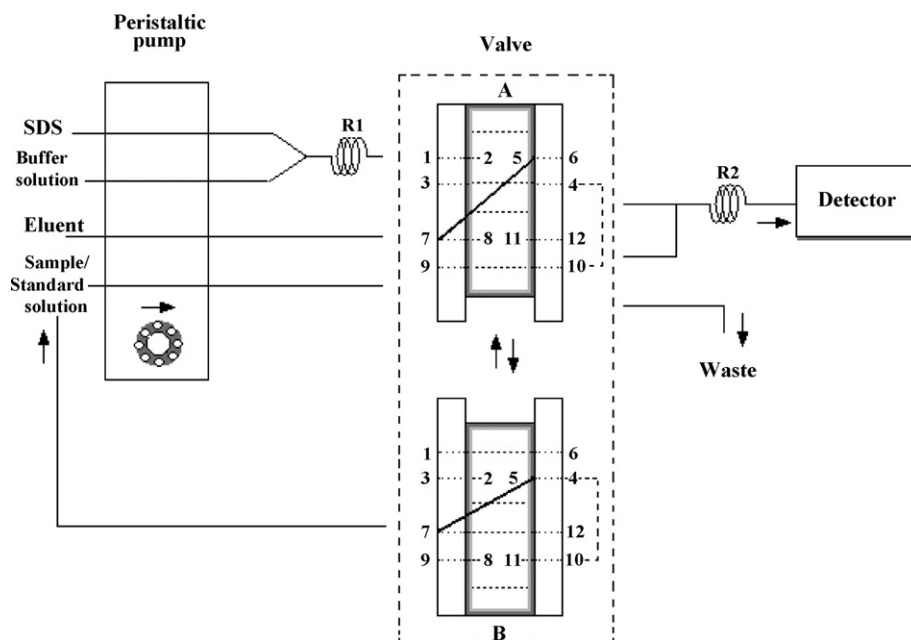 Peristaltic
pump
Valve
A
SDS
R1
Buffer
solution
1 2 5 6
3 4
R2
Detector
Eluent
7 8 11 12
Sample/
Standard
solution
9 10
Waste
1 6
3 2 5 4
7 12
9 8 11 10
B